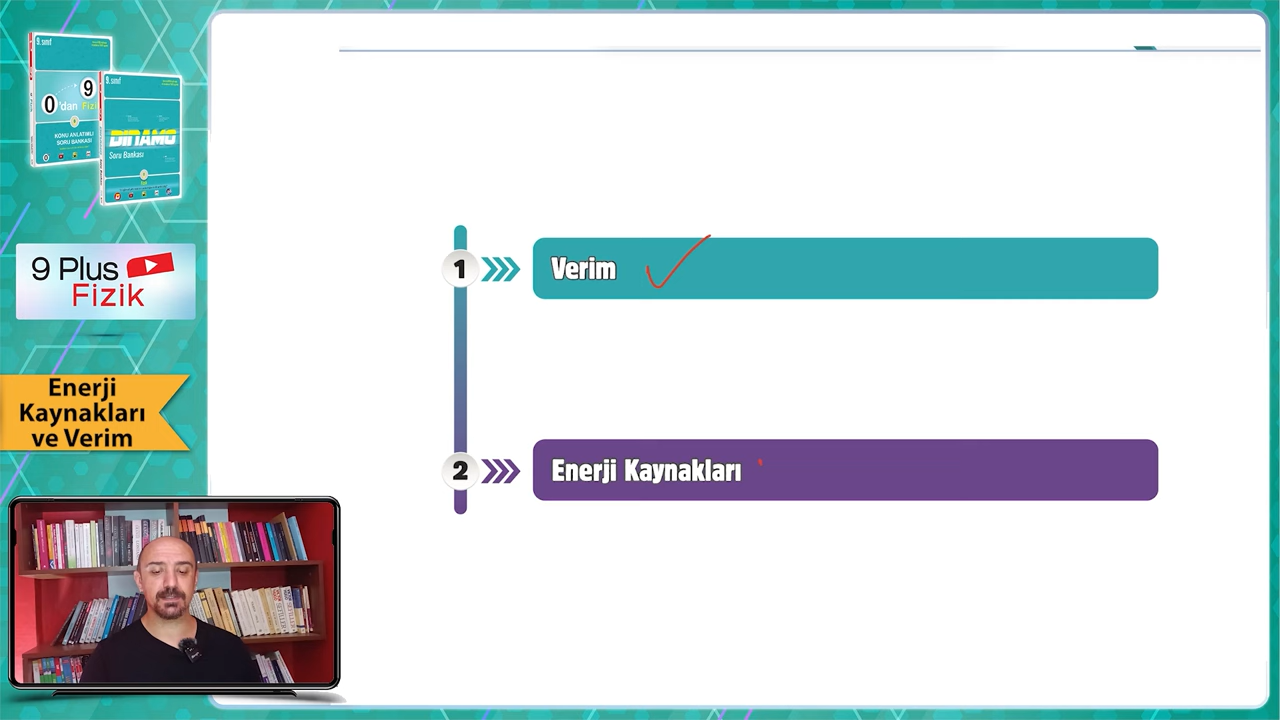 9. sınıf
0'dan 9
Fizik
KONU ANLATIMLI
SORU BANKASI
9. sınıf
DİNAMO
Soru Bankası
9 Plus
Fizik
Enerji
Kaynakları
ve Verim
1 Verim
2 Enerji Kaynakları